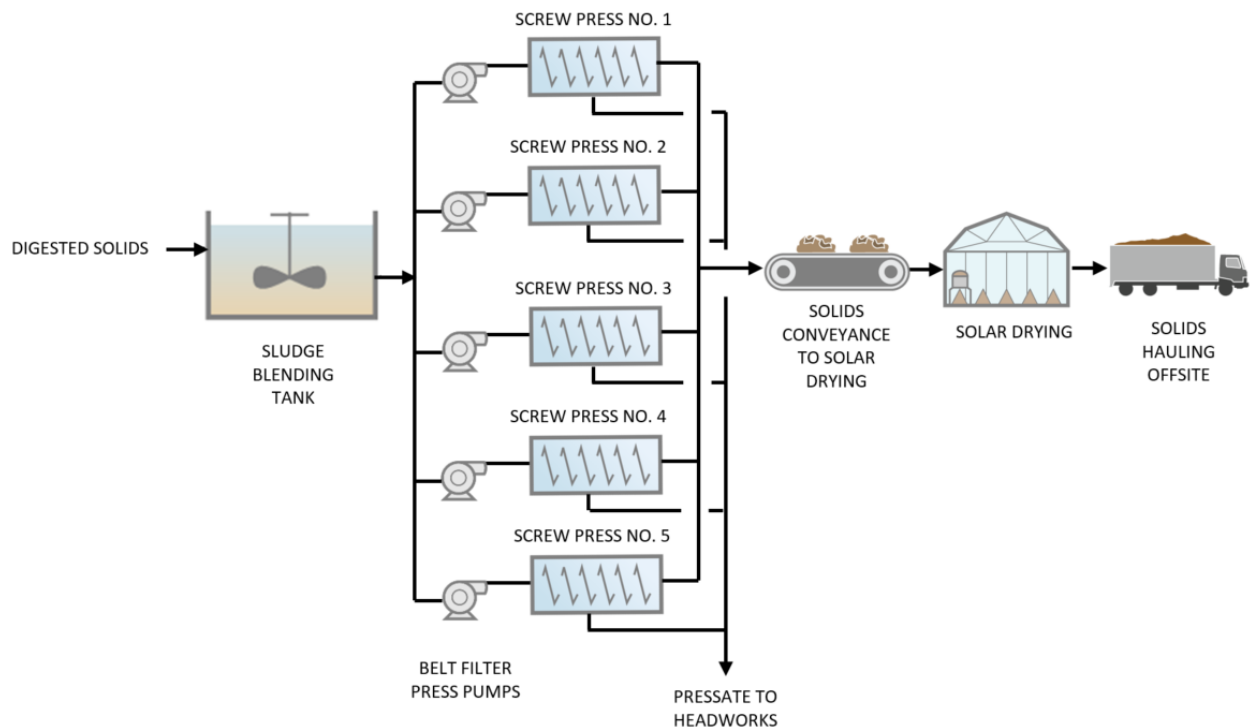 SCREW PRESS NO. 1
SCREW PRESS NO. 2
DIGESTED SOLIDS
SCREW PRESS NO. 3
SLUDGE
BLENDING
TANK
SOLIDS
CONVEYANCE
TO SOLAR
DRYING
SOLAR DRYING
SOLIDS
HAULING
OFFSITE
SCREW PRESS NO. 4
SCREW PRESS NO. 5
BELT FILTER
PRESS PUMPS
PRESSATE TO
HEADWORKS